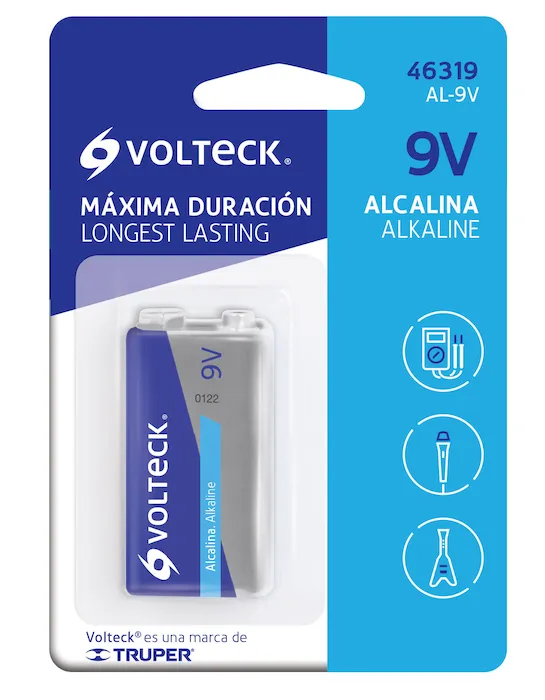 46319
AL-9V
9V
VOLTECK®
MÁXIMA DURACIÓN
LONGEST LASTING
ALCALINA
ALKALINE
9V
0122
VOLTECK®
Alcalina. Alkaline
Volteck® es una marca de
TRUPER®